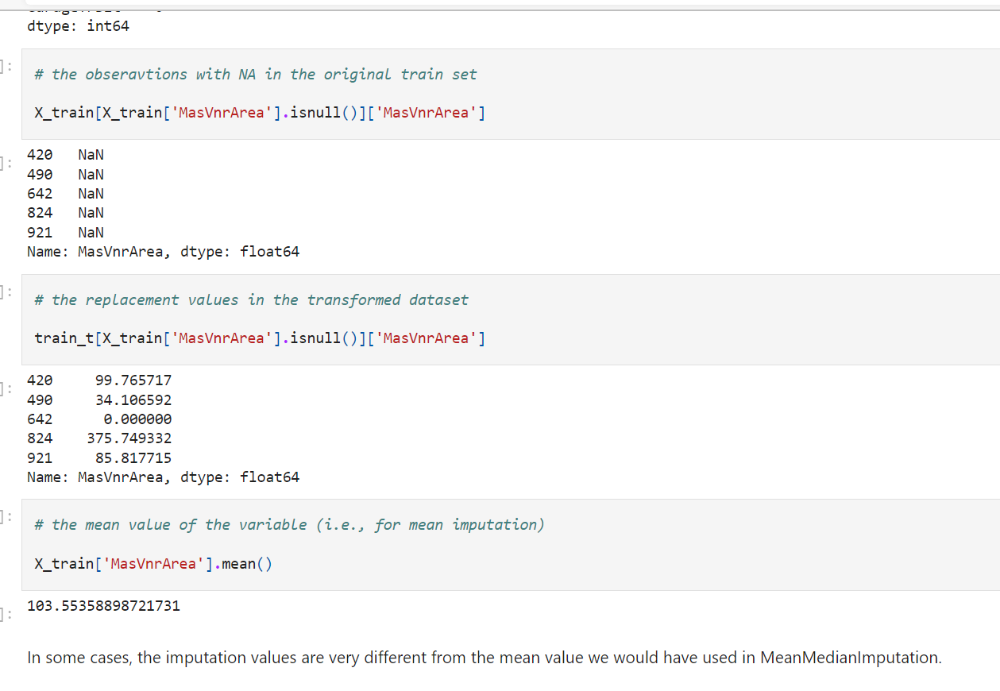 dtype: int64
]:
# the obseravtions with NA in the original train set
X_train[X_train['MasVnrArea'].isnull()]['MasVnrArea']
]:
420 NaN
490 NaN
642 NaN
824 NaN
921 NaN
Name: MasVnrArea, dtype: float64
]:
# the replacement values in the transformed dataset
train_t[X_train['MasVnrArea'].isnull()]['MasVnrArea']
]:
420 99.765717
490 34.106592
642 0.000000
824 375.749332
921 85.817715
Name: MasVnrArea, dtype: float64
]:
# the mean value of the variable (i.e., for mean imputation)
X_train['MasVnrArea'].mean()
]:
103.55358898721731
In some cases, the imputation values are very different from the mean value we would have used in MeanMedianImputation.